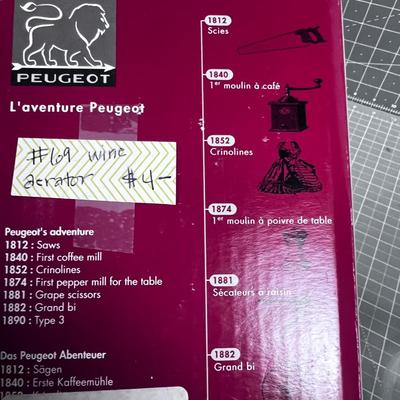 PEUGEOT
L'aventure Peugeot
#69 wine
aerator $4-
Peugeot's adventure
1812 : Saws
1840 : First coffee mill
1852 : Crinolines
1874 : First pepper mill for the table
1881 : Grape scissors
1882 : Grand bi
1890 : Type 3
Das Peugeot Abenteuer
1812 : Sägen
1840 : Erste Kaffeemühle
1812
Scies
1840
1er moulin à café
1852
Crinolines
1874
1er moulin à poivre de table
1881
Sécateurs à raisin
1882
Grand bi